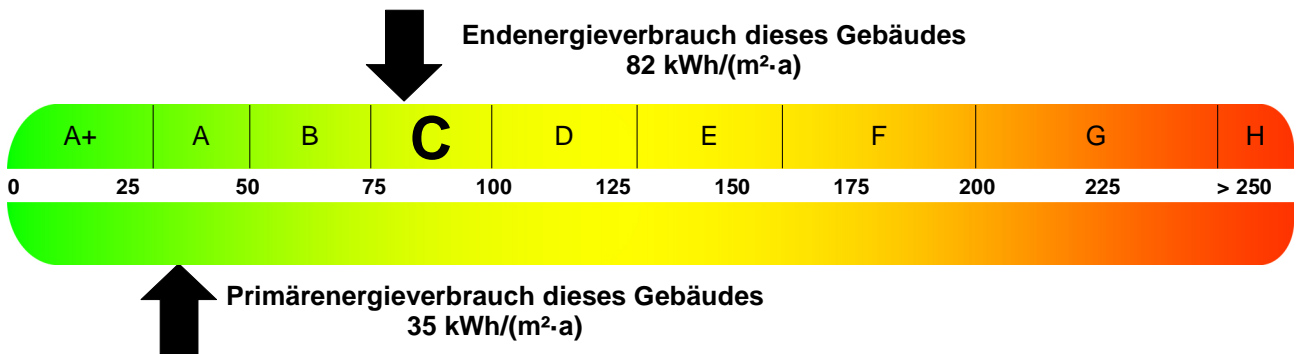 Endenergieverbrauch dieses Gebäudes
82 kWh/(m²·a)
A+ A B C D E F G H
0 25 50 75 100 125 150 175 200 225 > 250
Primärenergieverbrauch dieses Gebäudes
35 kWh/(m²·a)